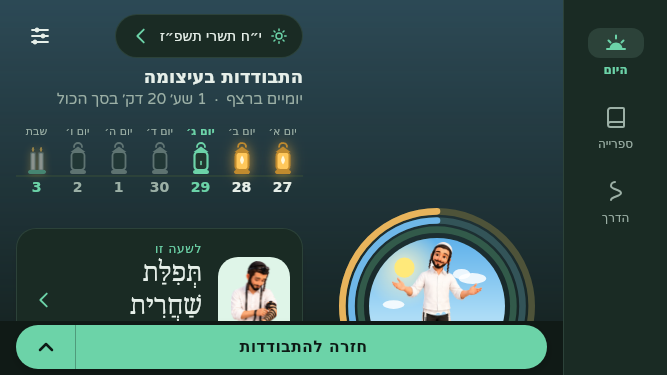 היום
ספרייה
הדרך
י״ח תשרי תשפ״ז
התבודדות בעיצומה
יומיים ברצף · 1 שע׳ 20 דק׳ בסך הכול
יום א׳ יום ב׳ יום ג׳ יום ד׳ יום ה׳ יום ו׳ שבת
27 28 29 30 1 2 3
לשעה זו
תְּפִלַּת
שַׁחֲרִית
חזרה להתבודדות